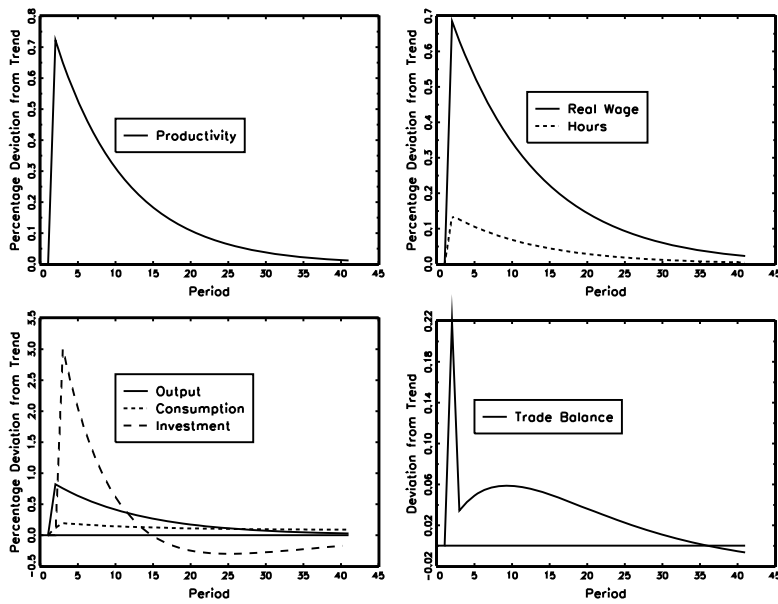 Percentage Deviation from Trend
0.8
0.7
0.6
0.5
0.4
0.3
0.2
0.1
0.0
Productivity
0 5 10 15 20 25 30 35 40 45
Period
Percentage Deviation from Trend
0.7
0.6
0.5
0.4
0.3
0.2
0.1
0.0
Real Wage
Hours
0 5 10 15 20 25 30 35 40 45
Period
Percentage Deviation from Trend
3.5
3.0
2.5
2.0
1.5
1.0
0.5
0.0
-0.5
Output
Consumption
Investment
0 5 10 15 20 25 30 35 40 45
Period
Deviation from Trend
0.22
0.18
0.14
0.10
0.06
0.02
-0.02
Trade Balance
0 5 10 15 20 25 30 35 40 45
Period